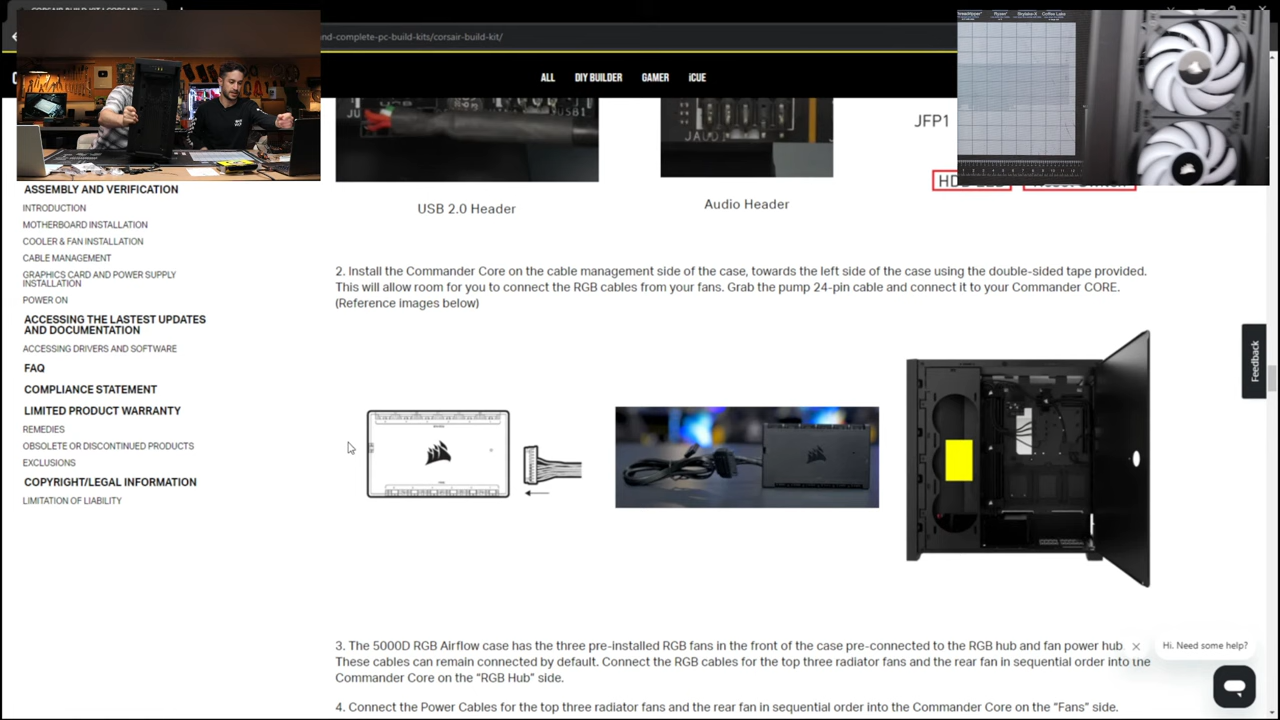 and-complete-pc-build-kits/corsair-build-kit/
ALL DIY BUILDER GAMER iCUE
ASSEMBLY AND VERIFICATION
INTRODUCTION
MOTHERBOARD INSTALLATION
COOLER & FAN INSTALLATION
CABLE MANAGEMENT
GRAPHICS CARD AND POWER SUPPLY
INSTALLATION
POWER ON
ACCESSING THE LASTEST UPDATES
AND DOCUMENTATION
ACCESSING DRIVERS AND SOFTWARE
FAQ
COMPLIANCE STATEMENT
LIMITED PRODUCT WARRANTY
REMEDIES
OBSOLETE OR DISCONTINUED PRODUCTS
EXCLUSIONS
COPYRIGHT/LEGAL INFORMATION
LIMITATION OF LIABILITY
JFP1
USB 2.0 Header
Audio Header
2. Install the Commander Core on the cable management side of the case, towards the left side of the case using the double-sided tape provided.
This will allow room for you to connect the RGB cables from your fans. Grab the pump 24-pin cable and connect it to your Commander CORE.
(Reference images below)
3. The 5000D RGB Airflow case has the three pre-installed RGB fans in the front of the case pre-connected to the RGB hub and fan power hub
These cables can remain connected by default. Connect the RGB cables for the top three radiator fans and the rear fan in sequential order into the
Commander Core on the “RGB Hub” side.
4. Connect the Power Cables for the top three radiator fans and the rear fan in sequential order into the Commander Core on the “Fans” side.
Feedback
Hi. Need some help?